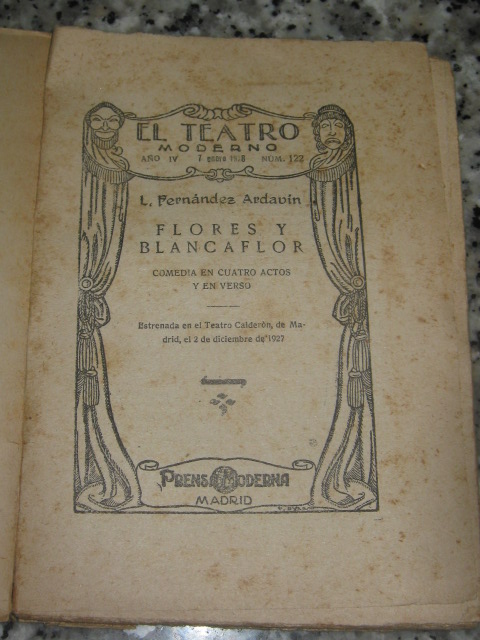 EL TEATRO
MODERNO
AÑO IV 7 enero 1928 NÚM. 122
L. Fernández Ardavín
FLORES Y
BLANCAFLOR
COMEDIA EN CUATRO ACTOS
Y EN VERSO
Estrenada en el Teatro Calderón, de Ma-
drid, el 2 de diciembre de 1927
PRENSA MODERNA
MADRID